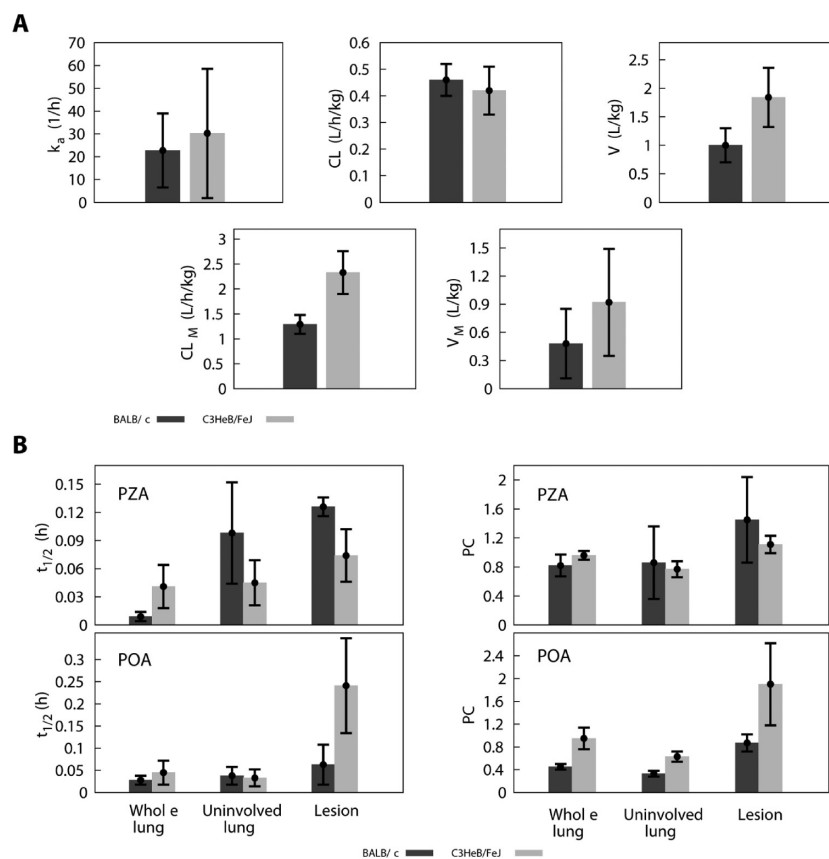 A
70
60
50
40
30
20
10
0
k a (1/h)
0.6
0.5
0.4
0.3
0.2
0.1
0
CL (L/h/kg)
2.5
2
1.5
1
0.5
0
V (L/kg)
3
2.5
2
1.5
1
0.5
0
CL M (L/h/kg)
1.5
1.2
0.9
0.6
0.3
0
V M (L/kg)
BALB/ c C3HeB/FeJ
B
PZA
0.15
0.12
0.09
0.06
0.03
0
t 1/2 (h)
PZA
2
1.6
1.2
0.8
0.4
0
PC
POA
0.3
0.25
0.2
0.15
0.1
0.05
0
t 1/2 (h)
Whol e lung
Uninvolved lung
Lesion
POA
2.4
2
1.6
1.2
0.8
0.4
0
PC
Whol e lung
Uninvolved lung
Lesion
BALB/ c C3HeB/FeJ